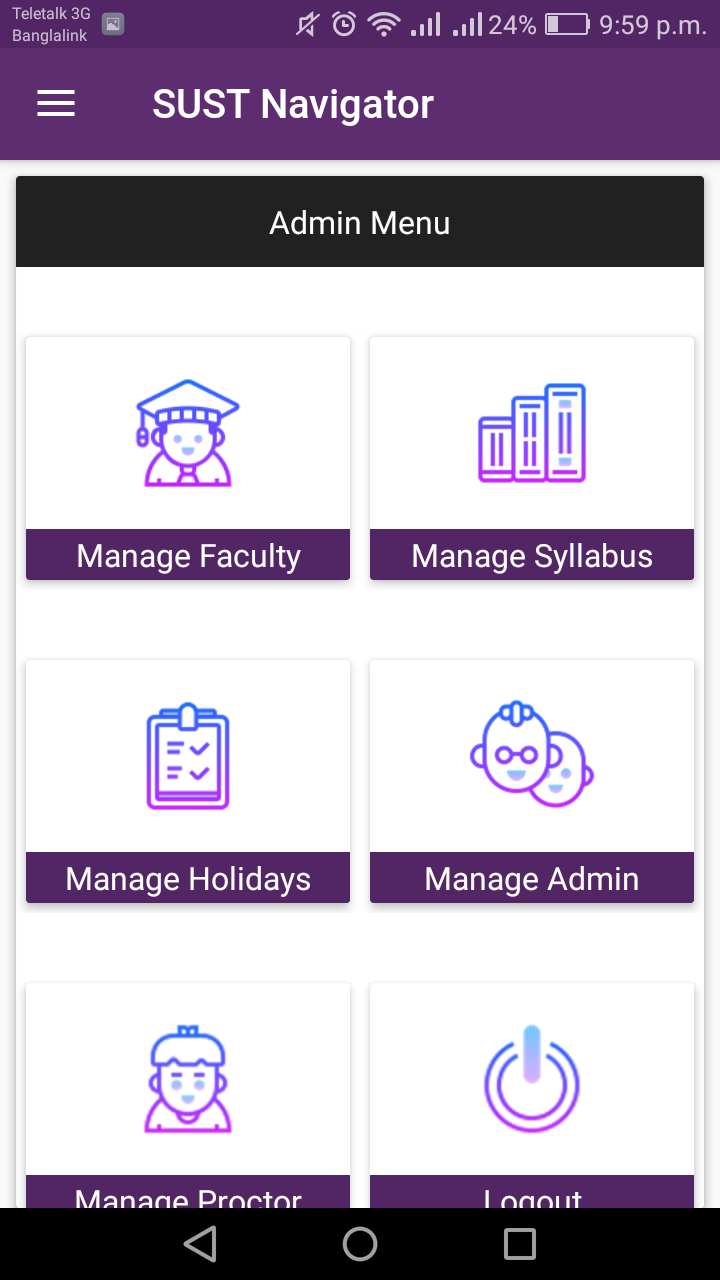 Teletalk 3G
Banglalink
24%
9:59 p.m.
SUST Navigator
Admin Menu
Manage Faculty
Manage Syllabus
Manage Holidays
Manage Admin
Manage Proctor
Logout